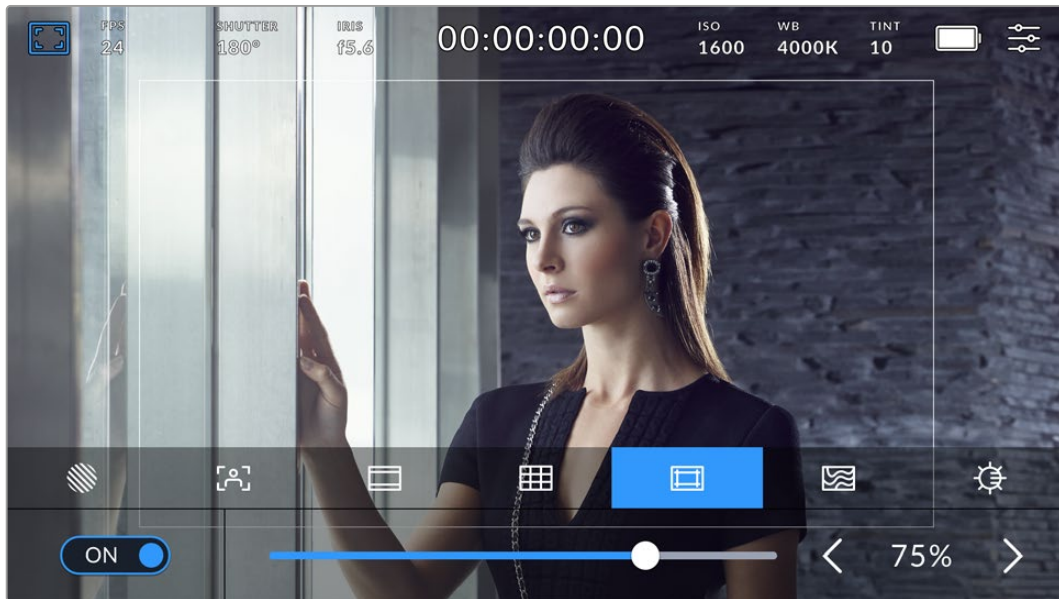 FPS
24
SHUTTER
180°
IRIS
f5.6
00:00:00:00
ISO
1600
WB
4000K
TINT
10
ON
75%